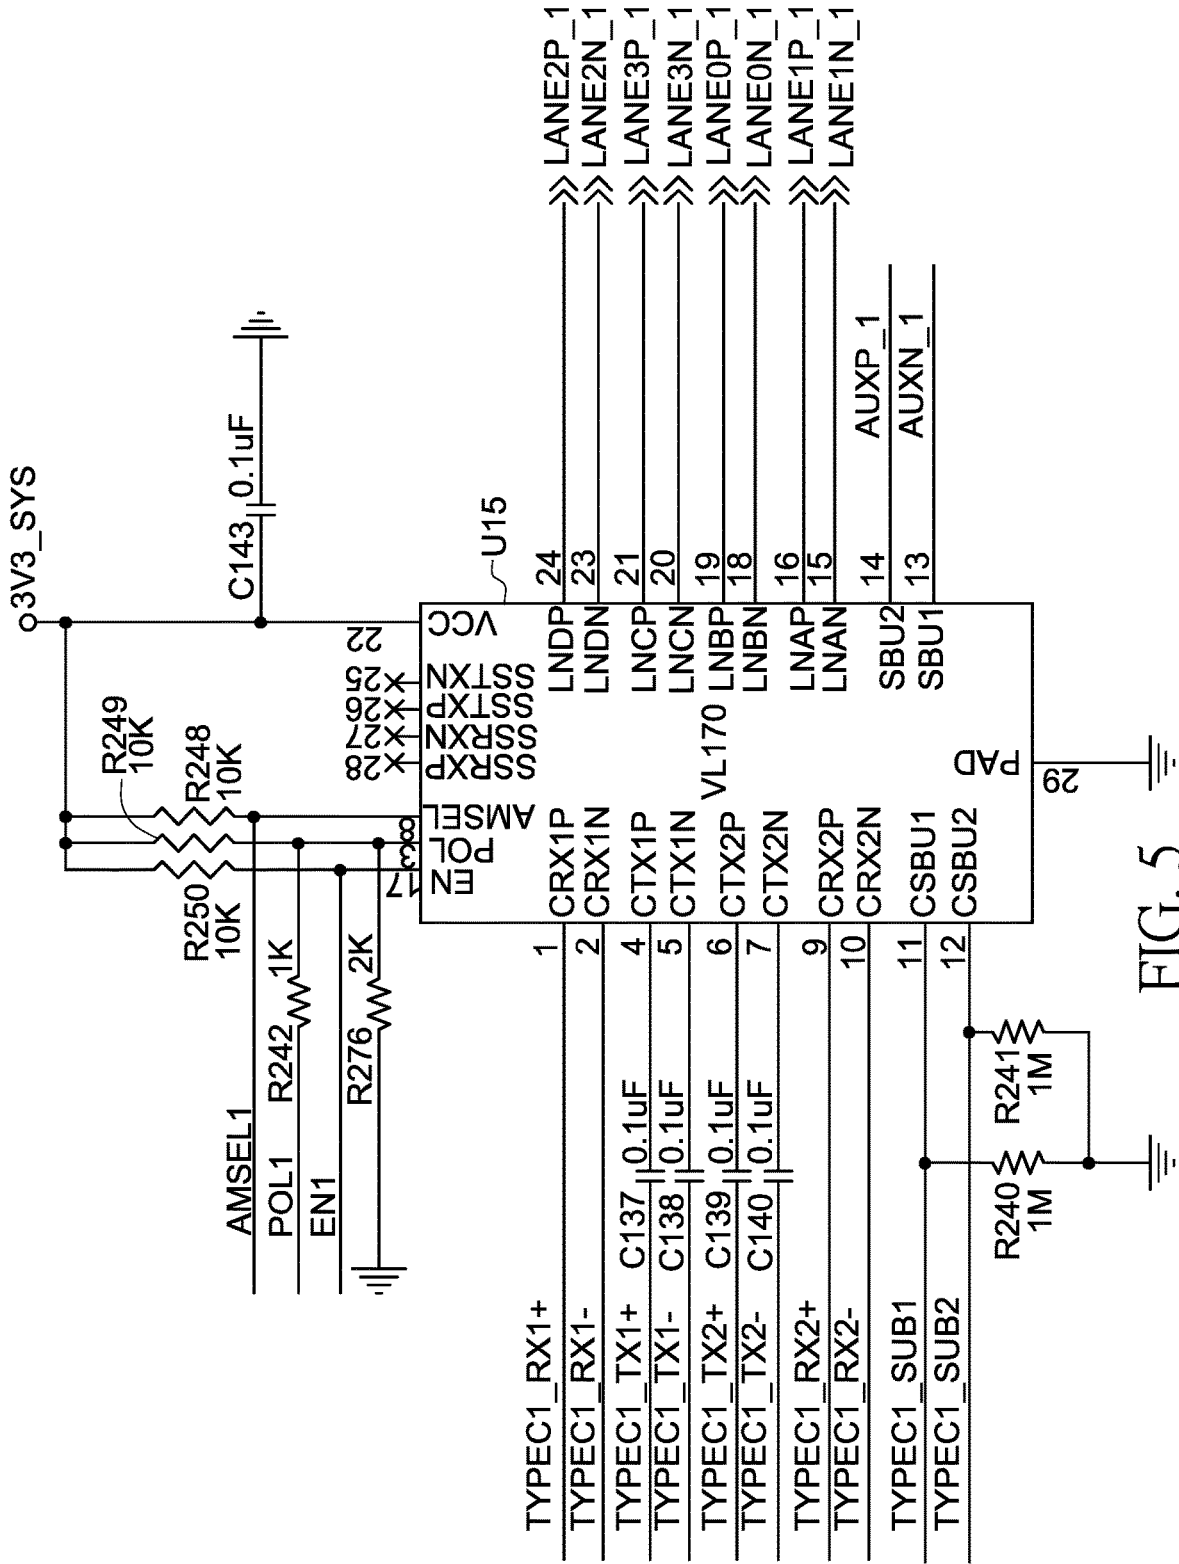 3V3_SYS
C143 0.1uF
R249
10K
R248
10K
R250
10K
R242 1K
R276 2K
AMSEL1
POL1
EN1
U15
22
VCC
25
SSTXN
26
SSTXP
27
SSRXN
28
SSRXP
8
AMSEL
3
POL
17
EN
VL170
TYPEC1_RX1+
1
CRX1P
TYPEC1_RX1-
2
CRX1N
TYPEC1_TX1+
C137 0.1uF
4
CTX1P
TYPEC1_TX1-
C138 0.1uF
5
CTX1N
TYPEC1_TX2+
C139 0.1uF
6
CTX2P
TYPEC1_TX2-
C140 0.1uF
7
CTX2N
TYPEC1_RX2+
9
CRX2P
TYPEC1_RX2-
10
CRX2N
TYPEC1_SUB1
11
CSBU1
TYPEC1_SUB2
12
CSBU2
R240
1M
R241
1M
LNDP
24
LANE2P_1
LNDN
23
LANE2N_1
LNCP
21
LANE3P_1
LNCN
20
LANE3N_1
LNBP
19
LANE0P_1
LNBN
18
LANE0N_1
LNAP
16
LANE1P_1
LNAN
15
LANE1N_1
SBU2
14
AUXP_1
SBU1
13
AUXN_1
PAD
29
FIG. 5